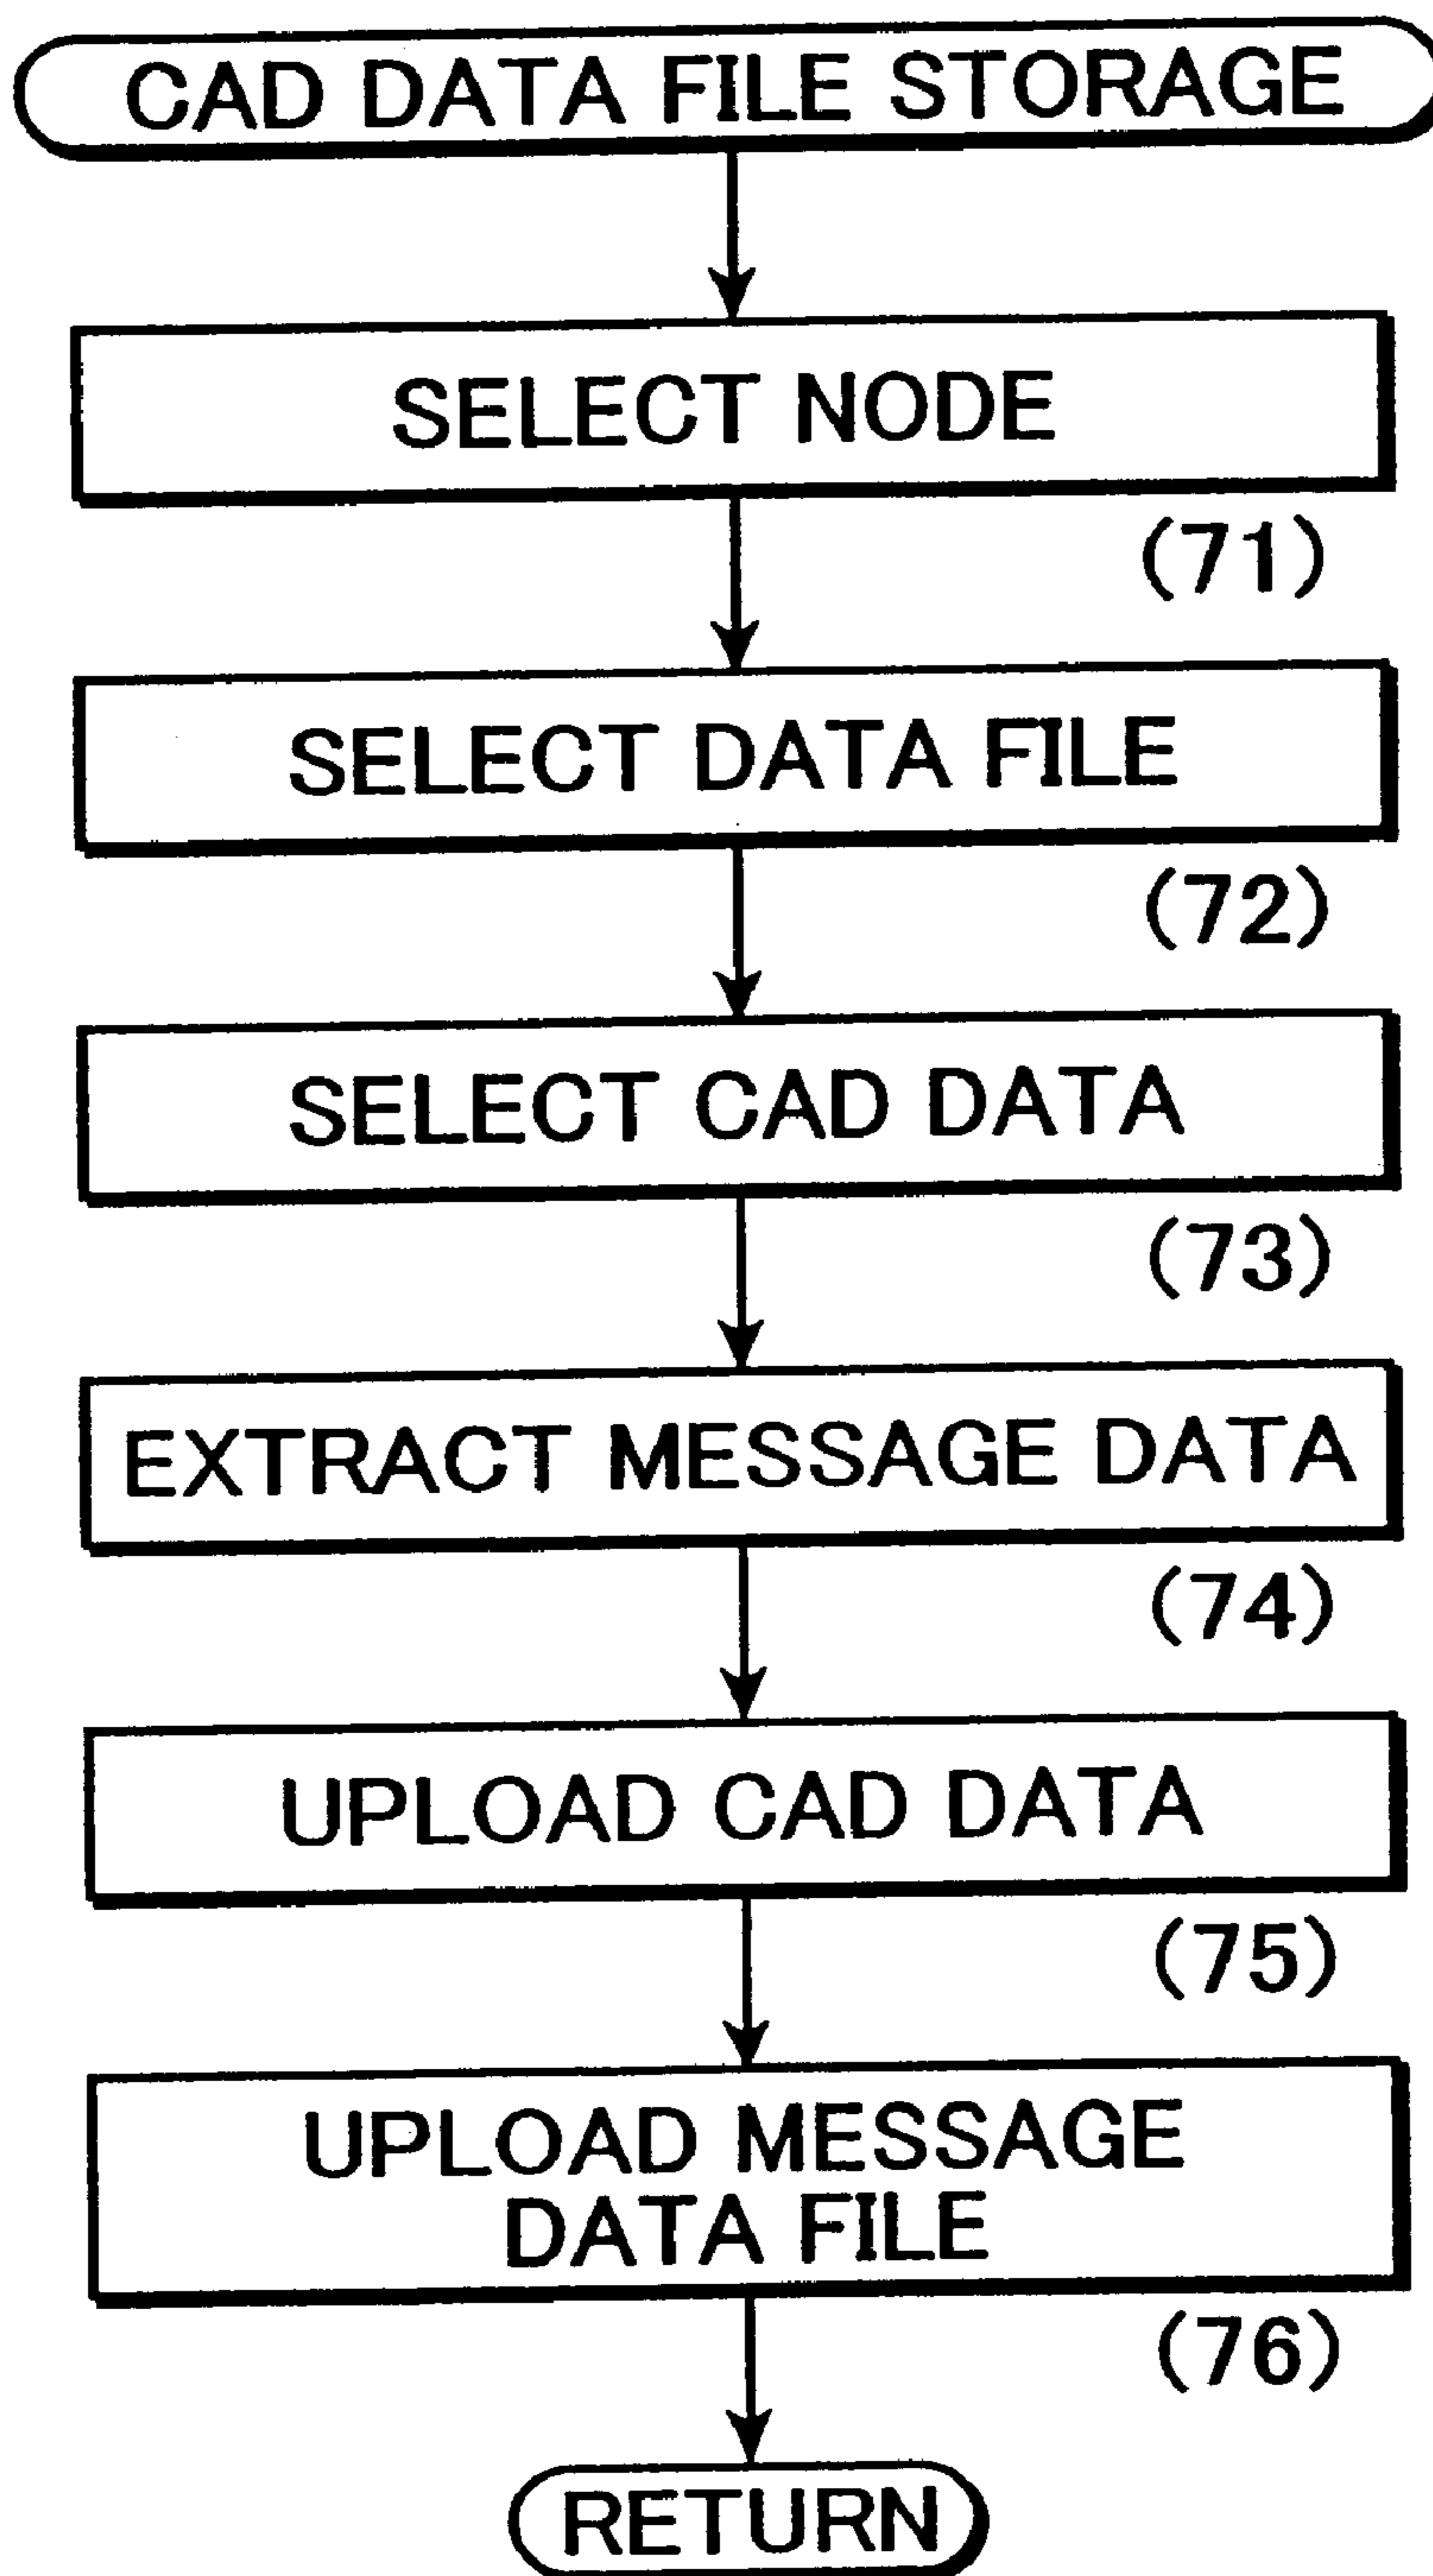 CAD DATA FILE STORAGE
SELECT NODE
(71)
SELECT DATA FILE
(72)
SELECT CAD DATA
(73)
EXTRACT MESSAGE DATA
(74)
UPLOAD CAD DATA
(75)
UPLOAD MESSAGE
DATA FILE
(76)
RETURN